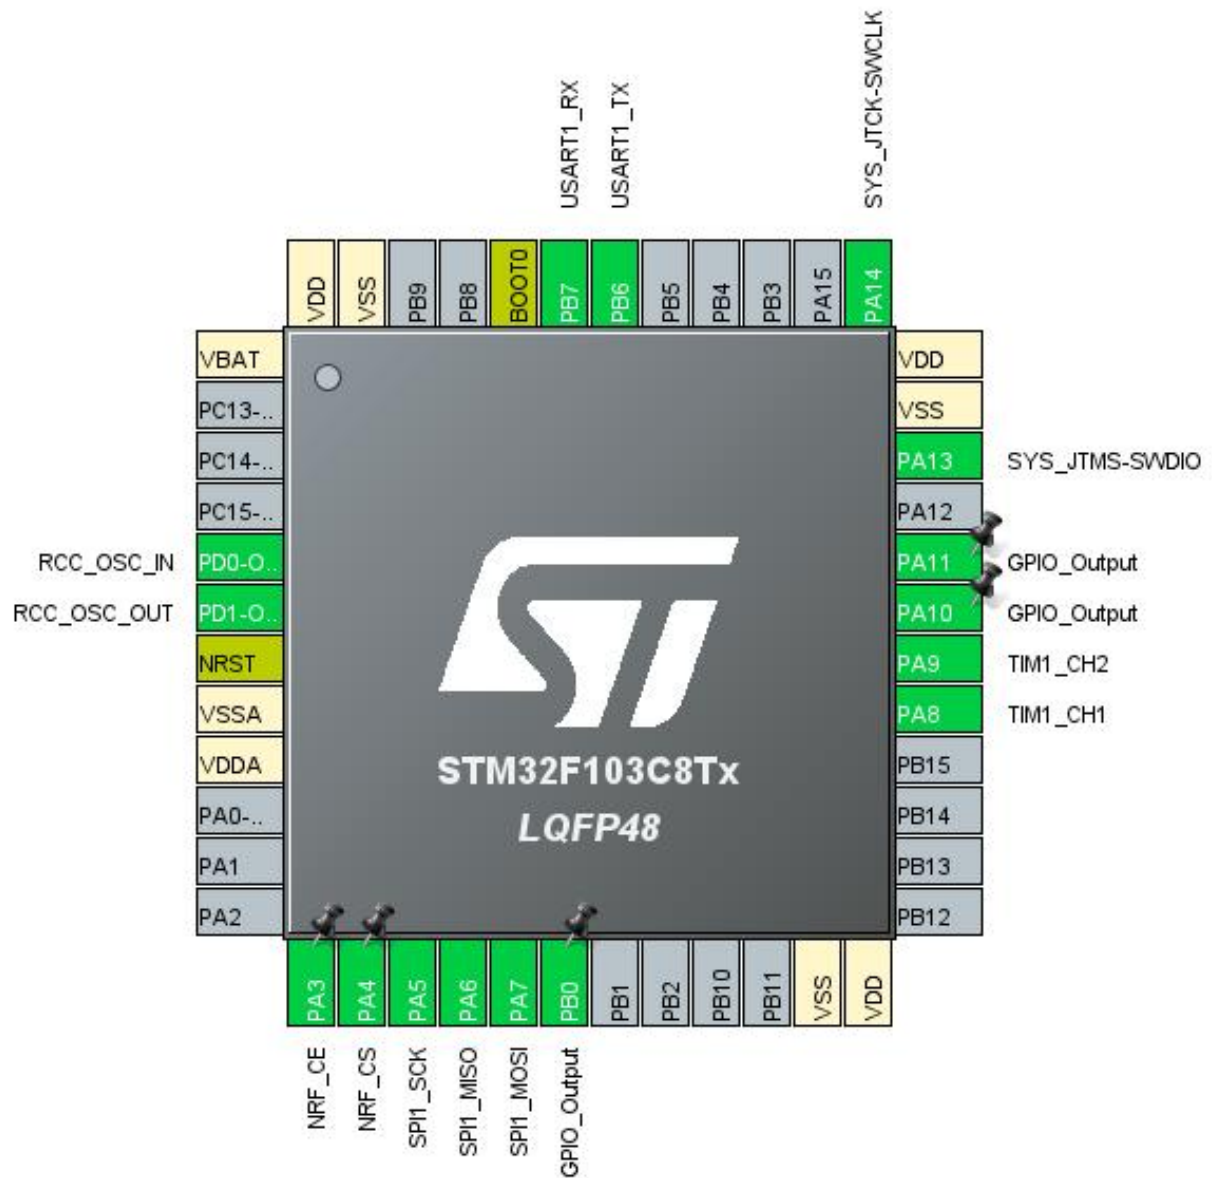 USART1_RX
USART1_TX
SYS_JTCK-SWCLK
VDD
VSS
PB9
PB8
BOOT0
PB7
PB6
PB5
PB4
PB3
PA15
PA14
VBAT
PC13-..
PC14-..
PC15-..
RCC_OSC_IN PD0-O..
RCC_OSC_OUT PD1-O..
NRST
VSSA
VDDA
PA0-..
PA1
PA2
STM32F103C8Tx
LQFP48
VDD
VSS
PA13 SYS_JTMS-SWDIO
PA12
PA11 GPIO_Output
PA10 GPIO_Output
PA9 TIM1_CH2
PA8 TIM1_CH1
PB15
PB14
PB13
PB12
PA3
PA4
PA5
PA6
PA7
PB0
PB1
PB2
PB10
PB11
VSS
VDD
NRF_CE
NRF_CS
SPI1_SCK
SPI1_MISO
SPI1_MOSI
GPIO_Output